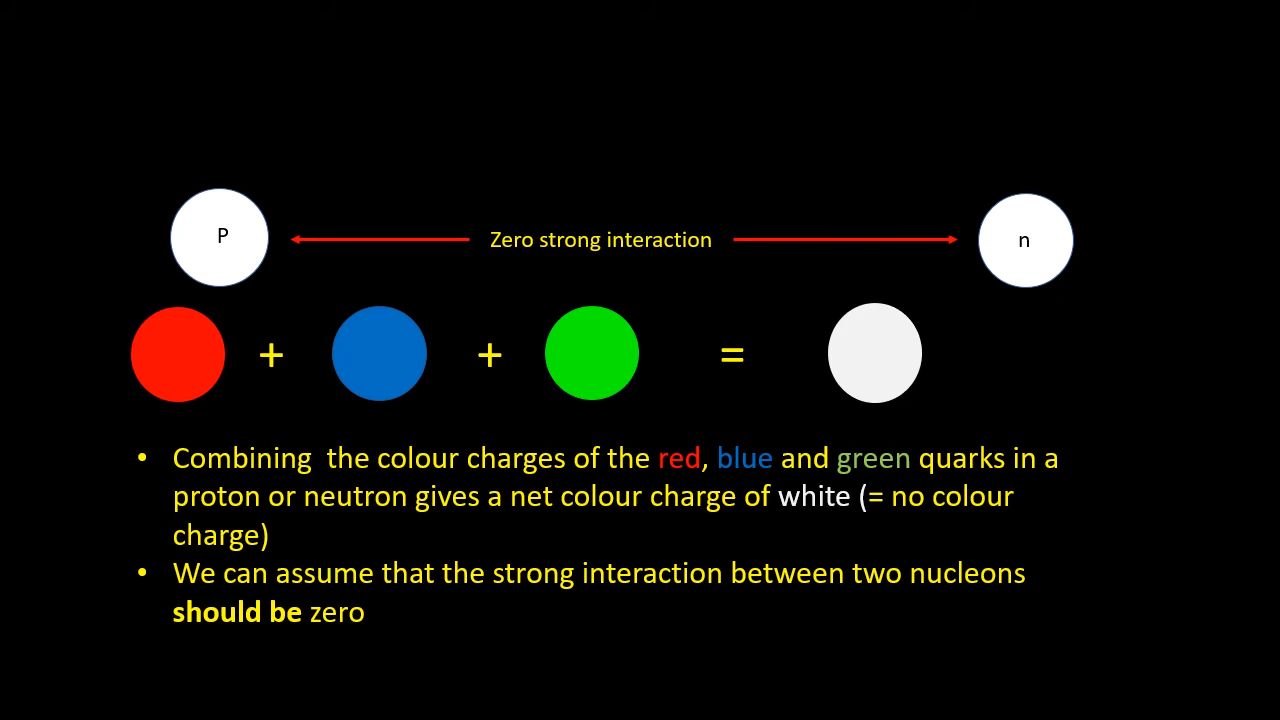 P
Zero strong interaction
n
+ + =
• Combining  the colour charges of the red, blue and green quarks in a
proton or neutron gives a net colour charge of white (= no colour
charge)
• We can assume that the strong interaction between two nucleons
should be zero